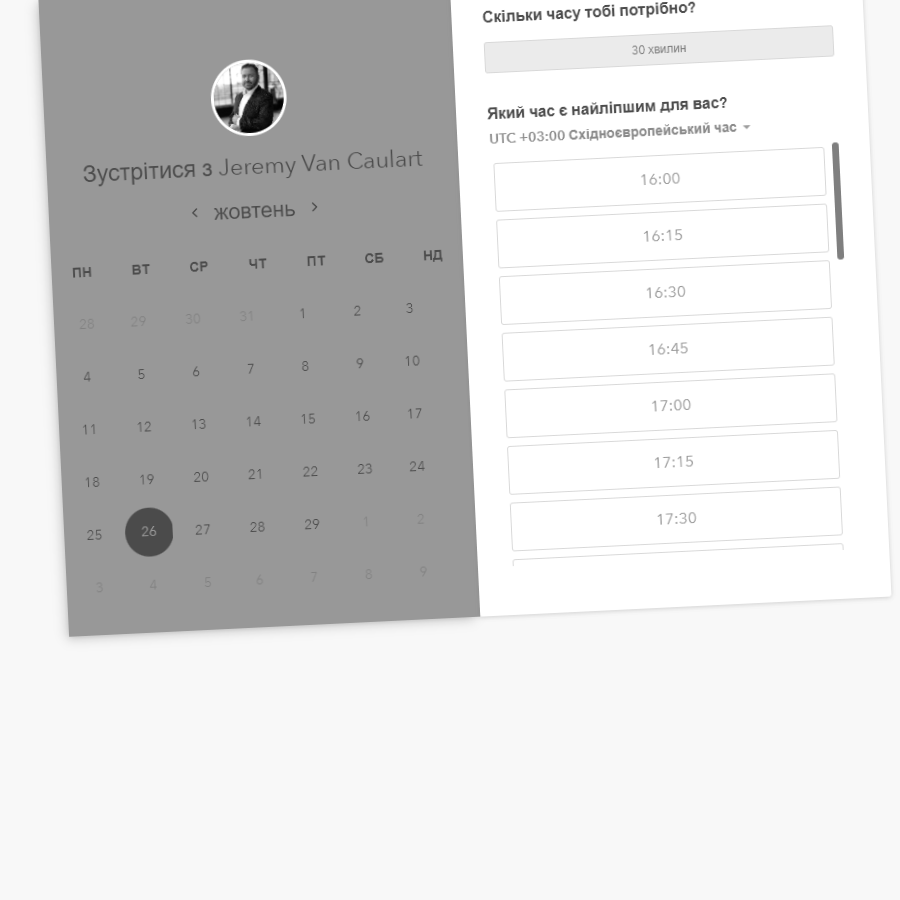 Зустрітися з Jeremy Van Caulart
жовтень
ПН ВТ СР ЧТ ПТ СБ НД
28 29 30 31 1 2 3
4 5 6 7 8 9 10
11 12 13 14 15 16 17
18 19 20 21 22 23 24
25 26 27 28 29 1 2
3 4 5 6 7 8 9
Скільки часу тобі потрібно?
30 хвилин
Який час є найліпшим для вас?
UTC +03:00 Східноєвропейський час
16:00
16:15
16:30
16:45
17:00
17:15
17:30